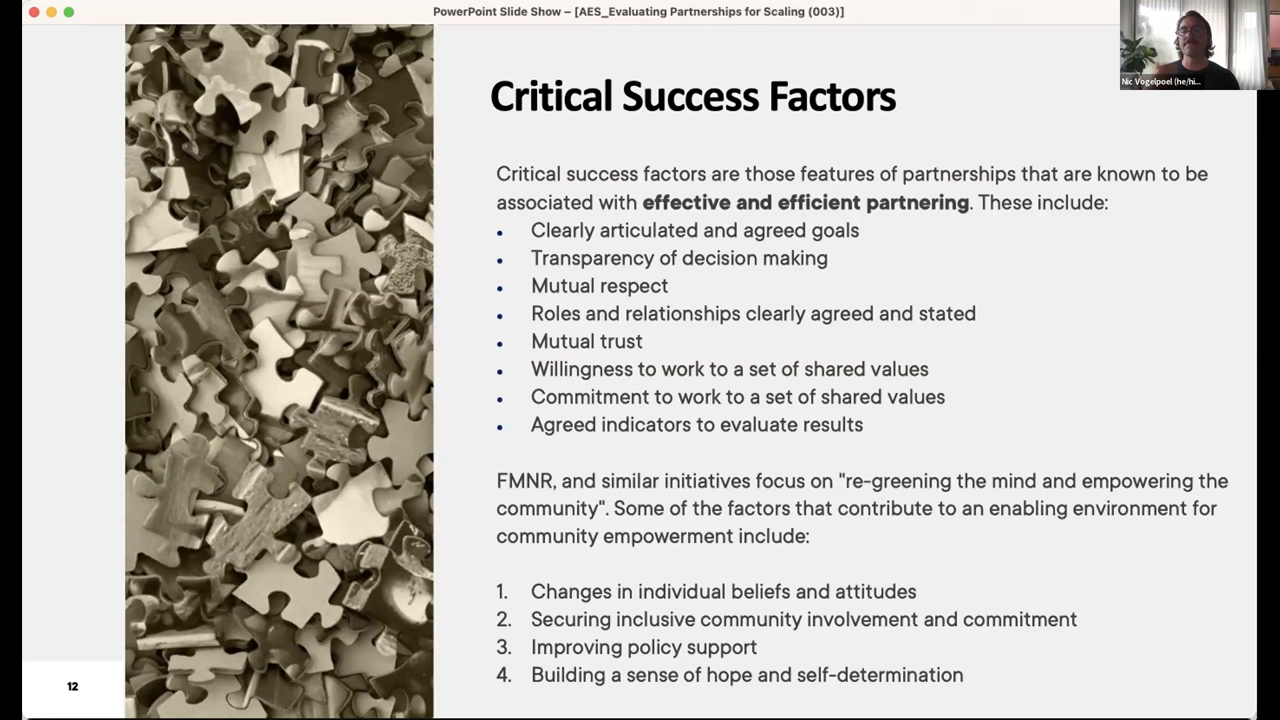 PowerPoint Slide Show – [AES_Evaluating Partnerships for Scaling (003)]
Nic Vogelpoel (he/hi...
Critical Success Factors
Critical success factors are those features of partnerships that are known to be
associated with effective and efficient partnering. These include:
• Clearly articulated and agreed goals
• Transparency of decision making
• Mutual respect
• Roles and relationships clearly agreed and stated
• Mutual trust
• Willingness to work to a set of shared values
• Commitment to work to a set of shared values
• Agreed indicators to evaluate results
FMNR, and similar initiatives focus on "re-greening the mind and empowering the
community". Some of the factors that contribute to an enabling environment for
community empowerment include:
1. Changes in individual beliefs and attitudes
2. Securing inclusive community involvement and commitment
3. Improving policy support
4. Building a sense of hope and self-determination
12